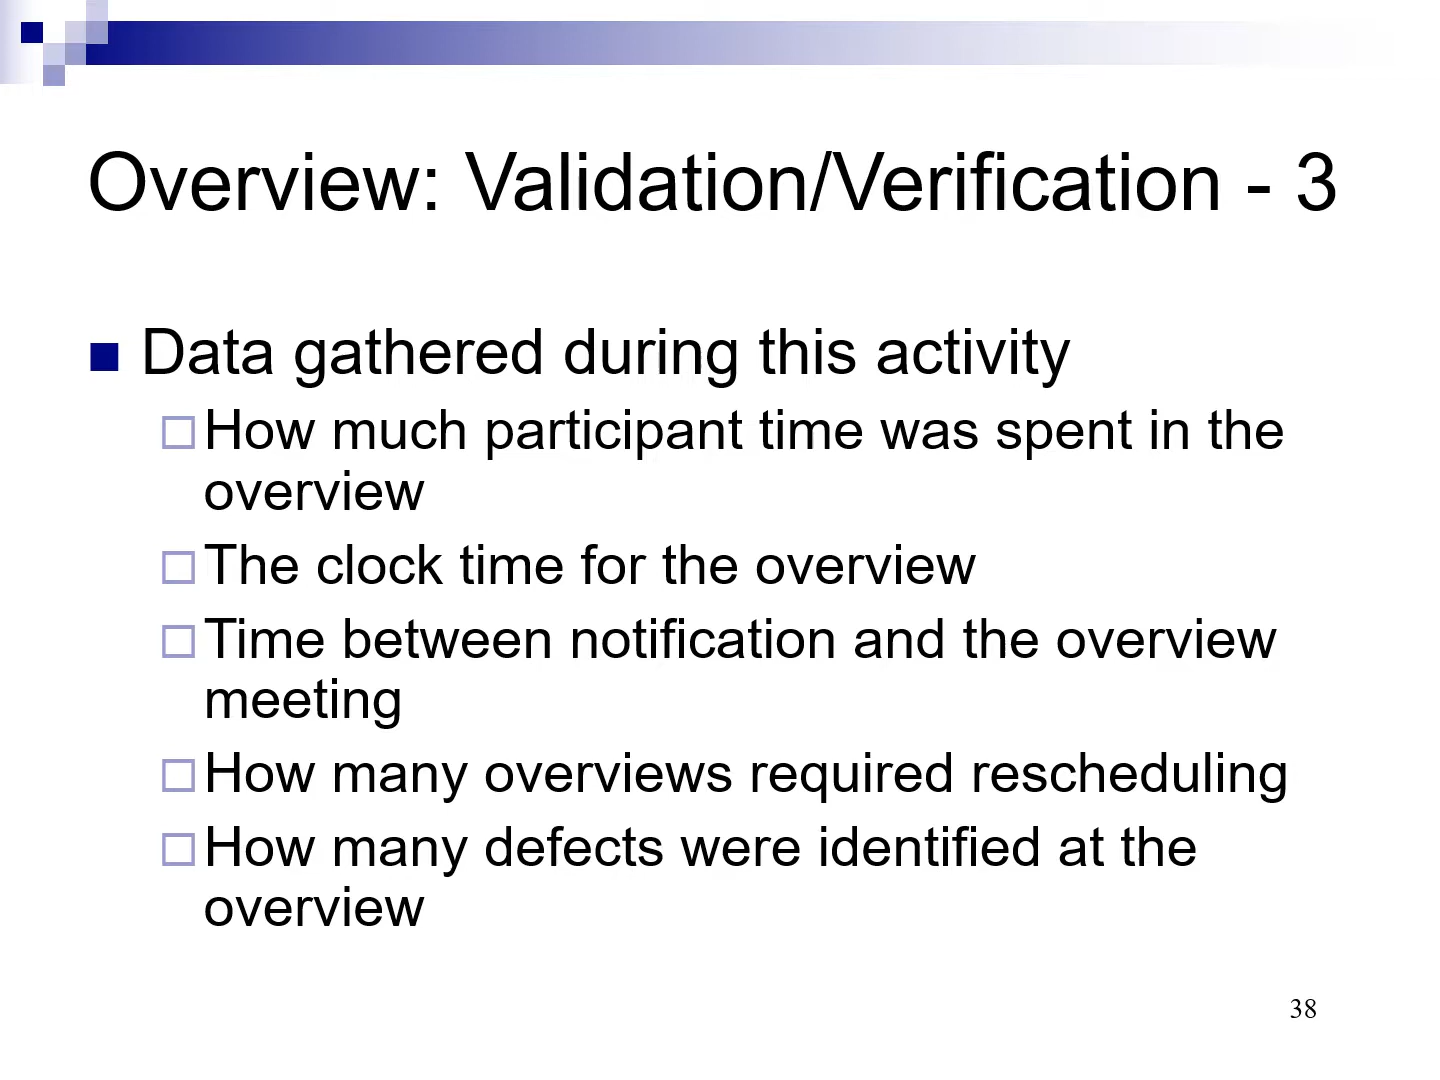 Overview: Validation/Verification - 3
Data gathered during this activity
How much participant time was spent in the
overview
The clock time for the overview
Time between notification and the overview
meeting
How many overviews required rescheduling
How many defects were identified at the
overview
38